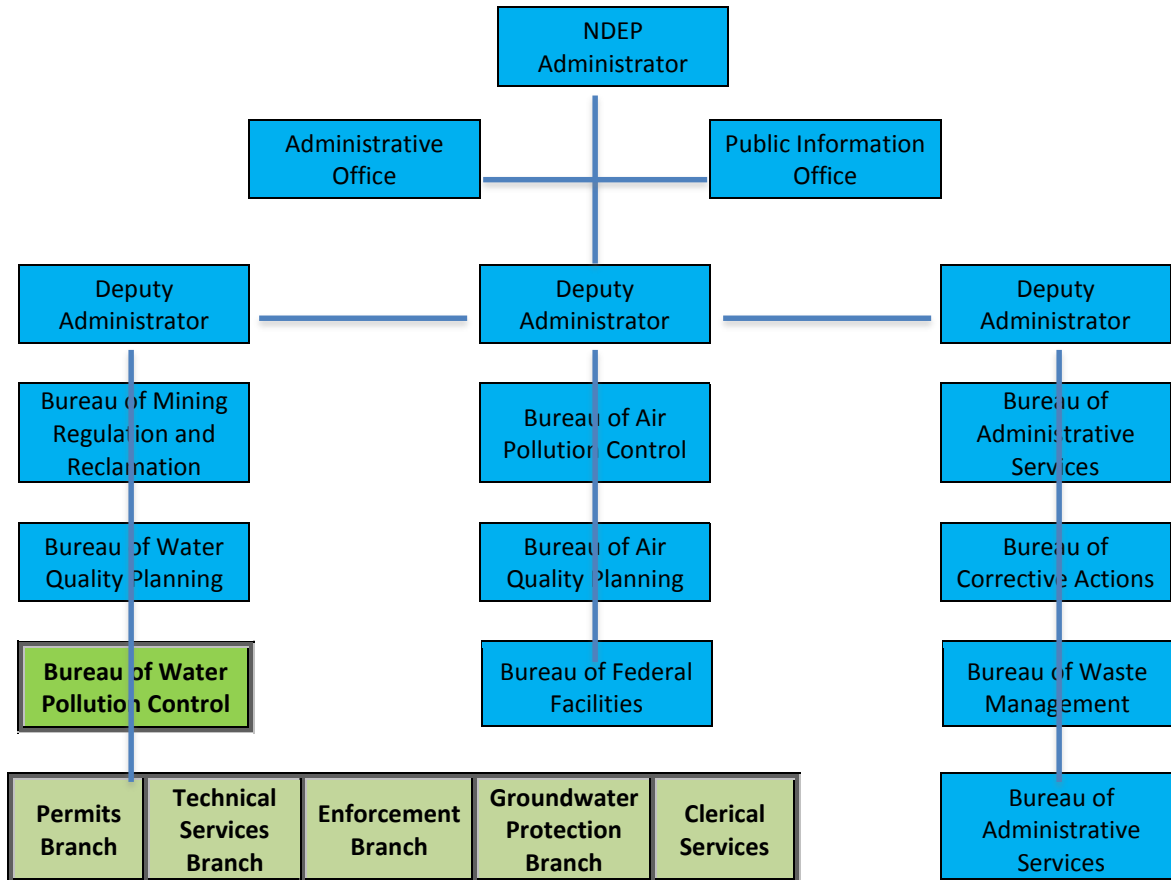 NDEP
Administrator
Administrative
Office
Public Information
Office
Deputy
Administrator
Deputy
Administrator
Deputy
Administrator
Bureau of Mining
Regulation and
Reclamation
Bureau of Air
Pollution Control
Bureau of
Administrative
Services
Bureau of Water
Quality Planning
Bureau of Air
Quality Planning
Bureau of
Corrective Actions
Bureau of Water
Pollution Control
Bureau of Federal
Facilities
Bureau of Waste
Management
Permits
Branch
Technical
Services
Branch
Enforcement
Branch
Groundwater
Protection
Branch
Clerical
Services
Bureau of
Administrative
Services